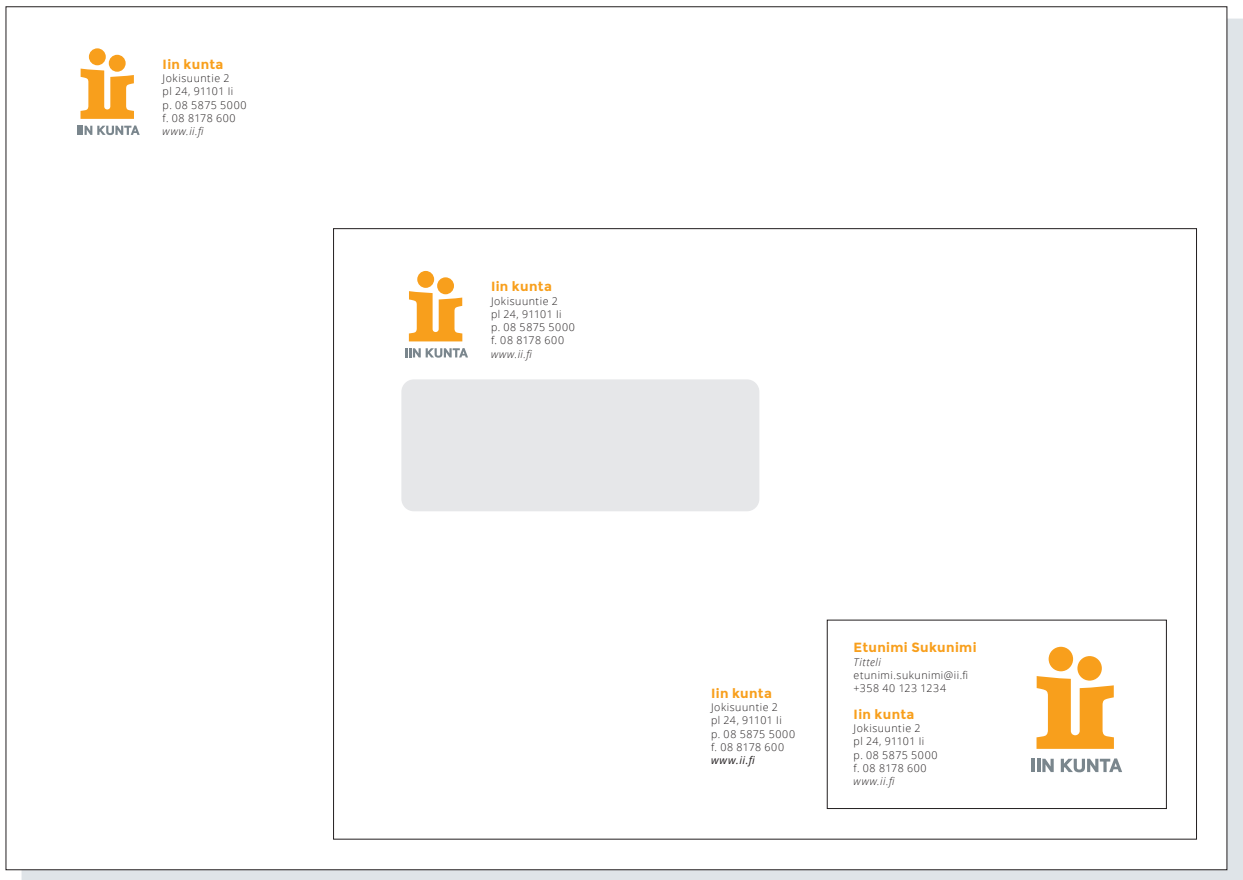 Iin kunta
Jokisuuntie 2
pl 24, 91101 Ii
p. 08 5875 5000
f. 08 8178 600
www.ii.fi
ii
IIN KUNTA
Iin kunta
Jokisuuntie 2
pl 24, 91101 Ii
p. 08 5875 5000
f. 08 8178 600
www.ii.fi
ii
IIN KUNTA
Iin kunta
Jokisuuntie 2
pl 24, 91101 Ii
p. 08 5875 5000
f. 08 8178 600
www.ii.fi
Etunimi Sukunimi
Titteli
etunimi.sukunimi@ii.fi
+358 40 123 1234
Iin kunta
Jokisuuntie 2
pl 24, 91101 Ii
p. 08 5875 5000
f. 08 8178 600
www.ii.fi
ii
IIN KUNTA